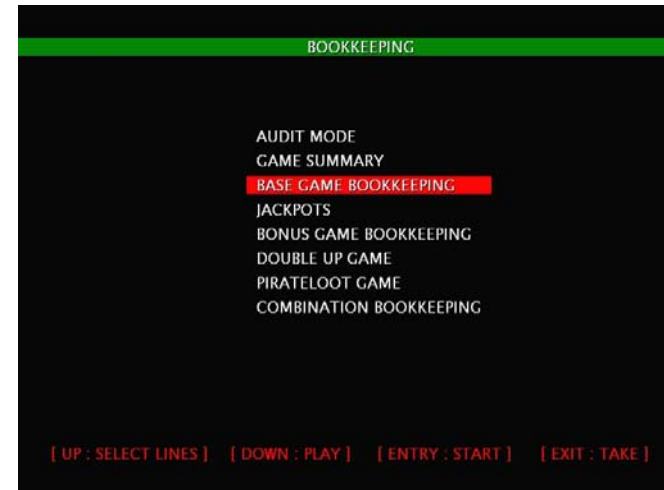 BOOKKEEPING
AUDIT MODE
GAME SUMMARY
BASE GAME BOOKKEEPING
JACKPOTS
BONUS GAME BOOKKEEPING
DOUBLE UP GAME
PIRATELOOT GAME
COMBINATION BOOKKEEPING
[ UP : SELECT LINES ] [ DOWN : PLAY ] [ ENTRY : START ] [ EXIT : TAKE ]